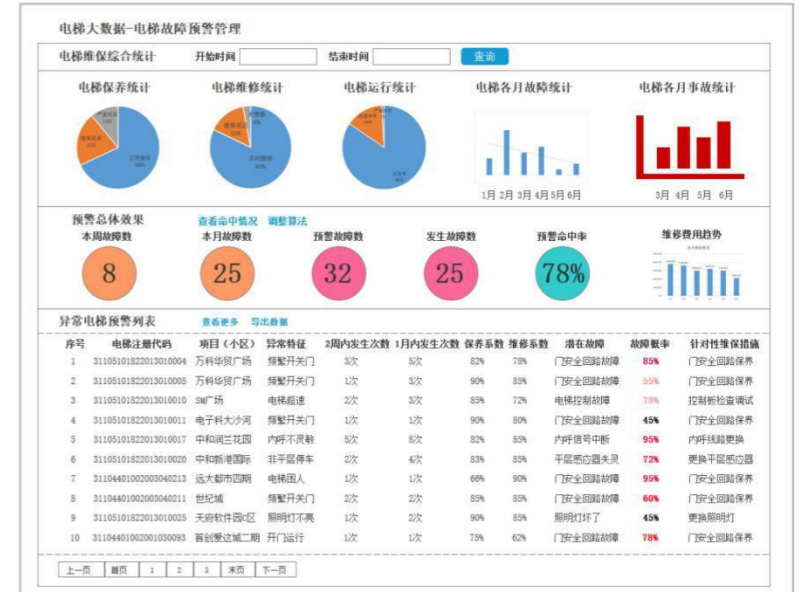 电梯大数据-电梯故障预警管理
电梯维保综合统计 开始时间 结束时间 查询
电梯保养统计 电梯维修统计 电梯运行统计 电梯各月故障统计 电梯各月事故统计
1月 2月 3月 4月 5月 6月 3月 4月 5月 6月
预警总体效果 查看命中情况 调整算法
本周故障数 本月故障数 预警故障数 发生故障数 预警命中率 维修费用趋势
8 25 32 25 78%
异常电梯预警列表 查看更多 导出数据
序号 电梯注册代码 项目（小区） 异常特征 2周内发生次数 1月内发生次数 保养系数 维修系数 潜在故障 故障概率 针对性维保措施
1 31105101822013010004 万科华贸广场 频繁开关门 3次 5次 82% 78% 门安全回路故障 85% 门安全回路保养
2 31105101822013010005 万科华贸广场 频繁开关门 1次 3次 90% 85% 门安全回路故障 55% 门安全回路保养
3 31105101822013010010 SM广场 电梯超速 2次 3次 85% 72% 电梯控制故障 78% 控制板检查调试
4 31105101822013010011 电子科大沙河 频繁开关门 1次 1次 90% 80% 门安全回路故障 45% 门安全回路保养
5 31105101822013010017 中和润兰花园 内呼不灵敏 5次 8次 82% 85% 内呼信号中断 95% 内呼线路更换
6 31105101822013010020 中和新港国际 非平层停车 2次 4次 83% 85% 平层感应器失灵 72% 更换平层感应器
7 31104401002003040213 远大都市四期 电梯困人 1次 1次 66% 90% 门安全回路故障 95% 门安全回路保养
8 31104401002003040211 世纪城 频繁开关门 2次 2次 85% 85% 门安全回路故障 60% 门安全回路保养
9 31105101822013010025 天府软件园C区 照明灯不亮 1次 2次 90% 85% 照明灯坏了 45% 更换照明灯
10 31104401002001030093 首创爱这城二期 开门运行 1次 1次 75% 62% 门安全回路故障 78% 门安全回路保养
上一页 首页 1 2 3 末页 下一页